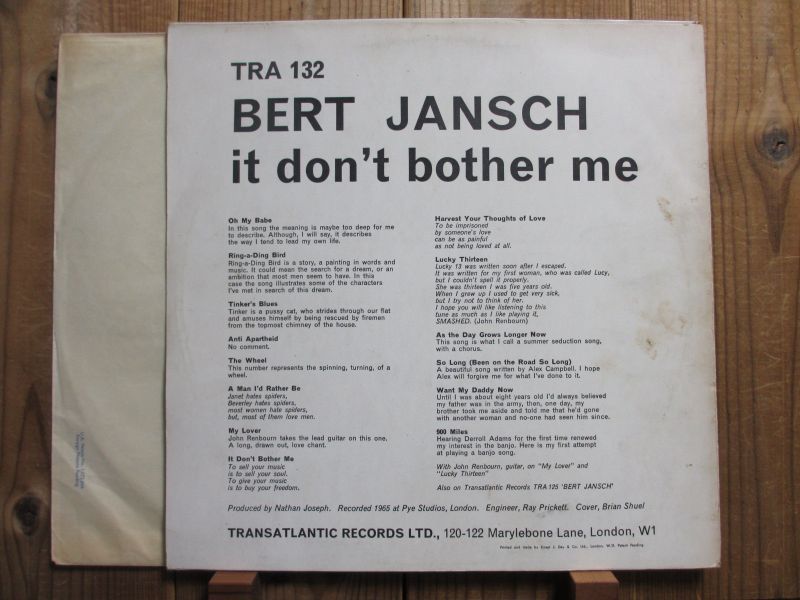 TRA 132
BERT JANSCH
it don't bother me
Oh My Babe
In this song the meaning is maybe too deep for me
to describe. Although, I will say, it describes
the way I tend to lead my own life.
Ring-a-Ding Bird
Ring-a-Ding Bird is a story, a painting in words and
music. It could mean the search for a dream, or an
ambition that most men seem to have. In this
case the song illustrates some of the characters
I've met in search of this dream.
Tinker's Blues
Tinker is a pussy cat, who strides through our flat
and amuses himself by being rescued by firemen
from the topmost chimney of the house.
Anti Apartheid
No comment.
The Wheel
This number represents the spinning, turning, of a
wheel.
A Man I'd Rather Be
Janet hates spiders,
Beverley hates spiders,
most women hate spiders,
but, most of them love men.
My Lover
John Renbourn takes the lead guitar on this one.
A long, drawn out, love chant.
It Don't Bother Me
To sell your music
is to sell your soul.
To give your music
is to buy your freedom.
Harvest Your Thoughts of Love
To be imprisoned
by someone's love
can be as painful
as not being loved at all.
Lucky Thirteen
Lucky 13 was written soon after I escaped.
It was written for my first woman, who was called Lucy,
but I couldn't spell it properly.
She was thirteen I was five years old.
When I grew up I used to get very sick,
but I try not to think of her.
I hope you will like listening to this
tune as much as I like playing it,
SMASHED. (John Renbourn)
As the Day Grows Longer Now
This song is what I call a summer seduction song,
with a chorus.
So Long (Been on the Road So Long)
A beautiful song written by Alex Campbell. I hope
Alex will forgive me for what I've done to it.
Want My Daddy Now
Until I was about eight years old I'd always believed
my father was in the army, then, one day, my
brother took me aside and told me that he'd gone
with another woman and no-one had seen him since.
900 Miles
Hearing Derroll Adams for the first time renewed
my interest in the banjo. Here is my first attempt
at playing a banjo song.
With John Renbourn, guitar, on "My Lover" and
"Lucky Thirteen"
Also on Transatlantic Records TRA 125 'BERT JANSCH'
Produced by Nathan Joseph. Recorded 1965 at Pye Studios, London. Engineer, Ray Prickett. Cover, Brian Shuel
TRANSATLANTIC RECORDS LTD., 120-122 Marylebone Lane, London, W1
Printed and made by Ernest J. Day & Co. Ltd., London, W.11. Patent Pending.